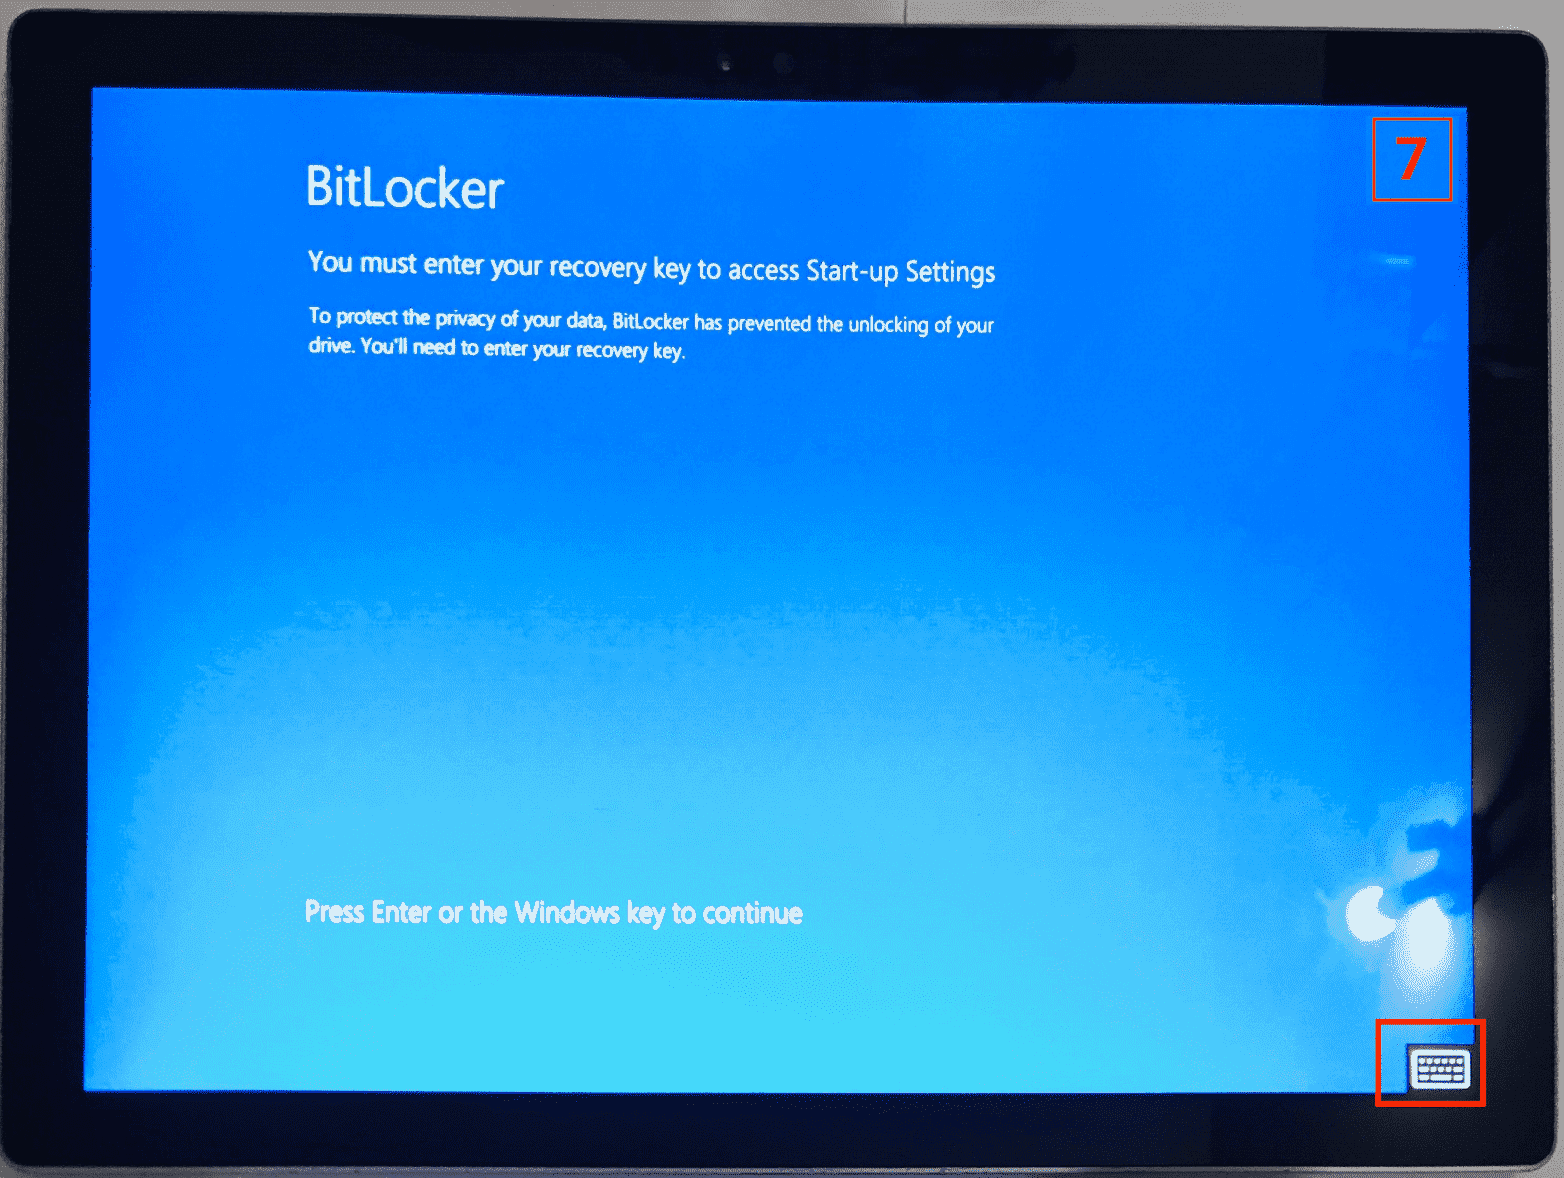 7
BitLocker
You must enter your recovery key to access Start-up Settings
To protect the privacy of your data, BitLocker has prevented the unlocking of your
drive. You'll need to enter your recovery key.
Press Enter or the Windows key to continue